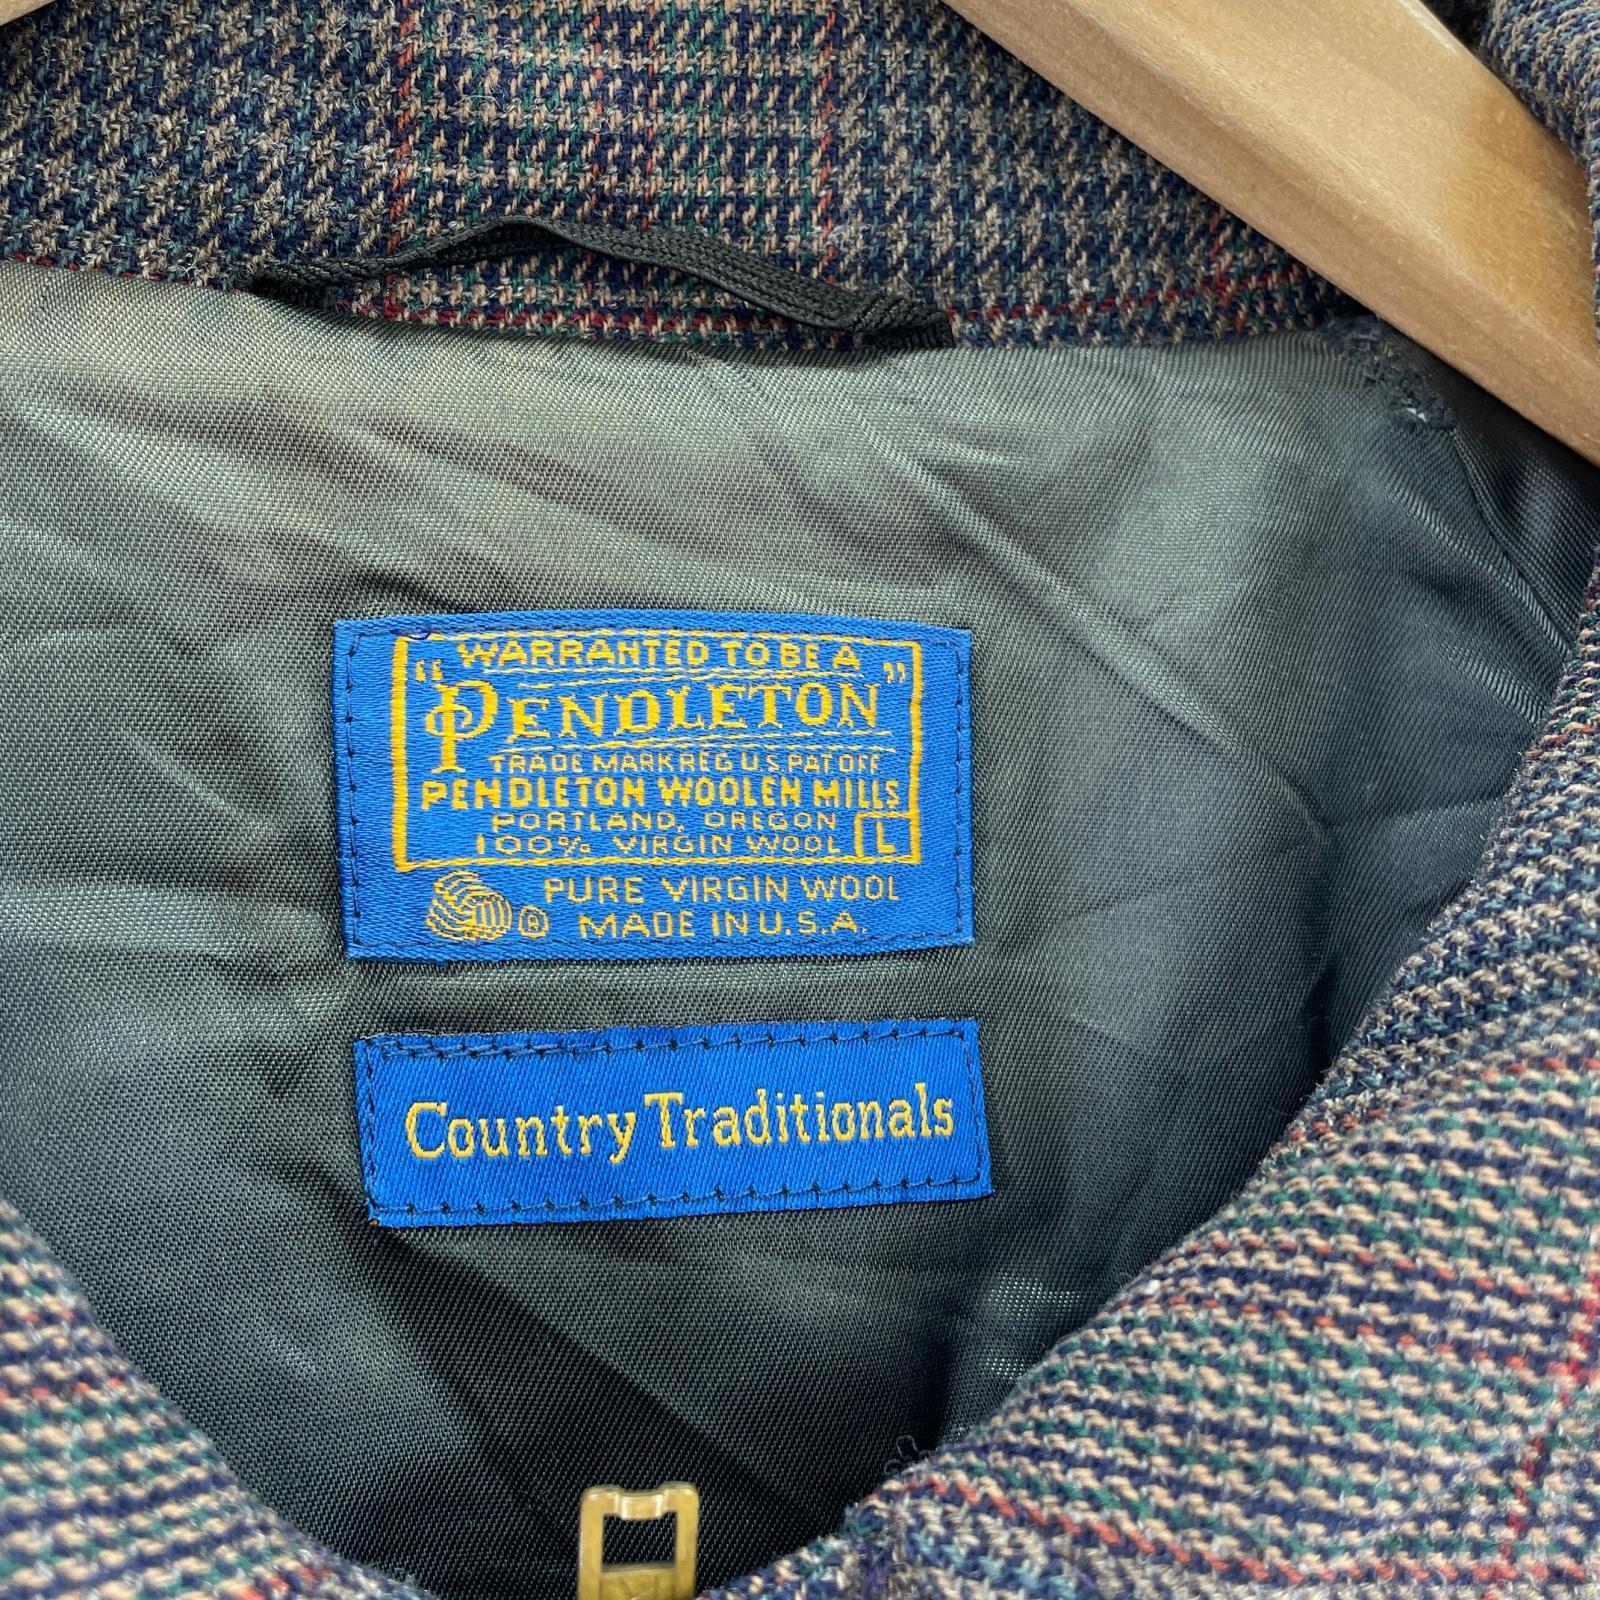 WARRANTED TO BE A
"PENDLETON"
TRADE MARK REG U.S PAT OFF
PENDLETON WOOLEN MILLS
PORTLAND, OREGON
100% VIRGIN WOOL L
PURE VIRGIN WOOL
® MADE IN U.S.A.
Country Traditionals